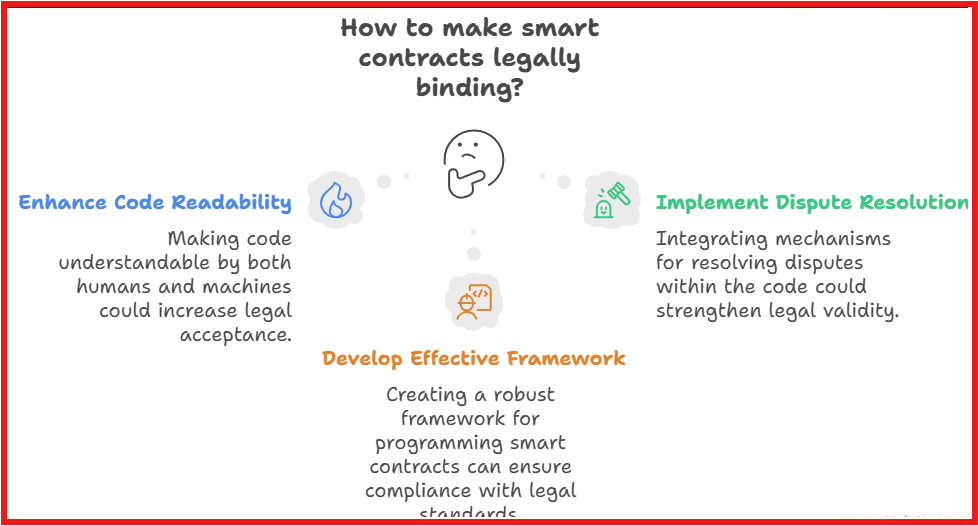 How to make smart
contracts legally
binding?
Enhance Code Readability
Making code
understandable by both
humans and machines
could increase legal
acceptance.
Implement Dispute Resolution
Integrating mechanisms
for resolving disputes
within the code could
strengthen legal validity.
</>
Develop Effective Framework
Creating a robust
framework for
programming smart
contracts can ensure
compliance with legal
standards